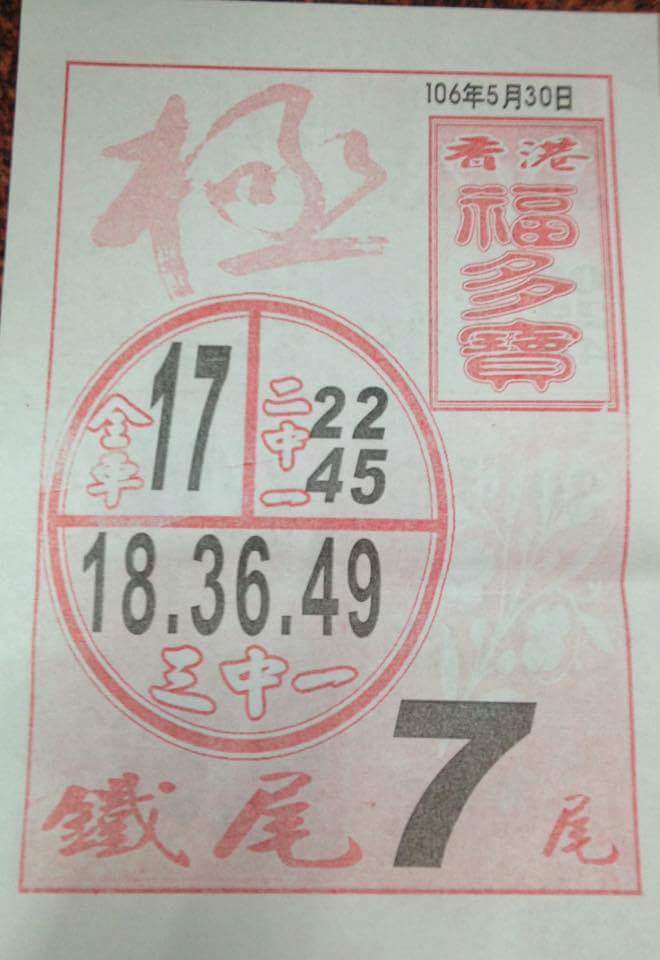 106年5月30日
極
香港
福多寶
全車
17
二中一
22
45
18.36.49
三中一
鐵尾7尾